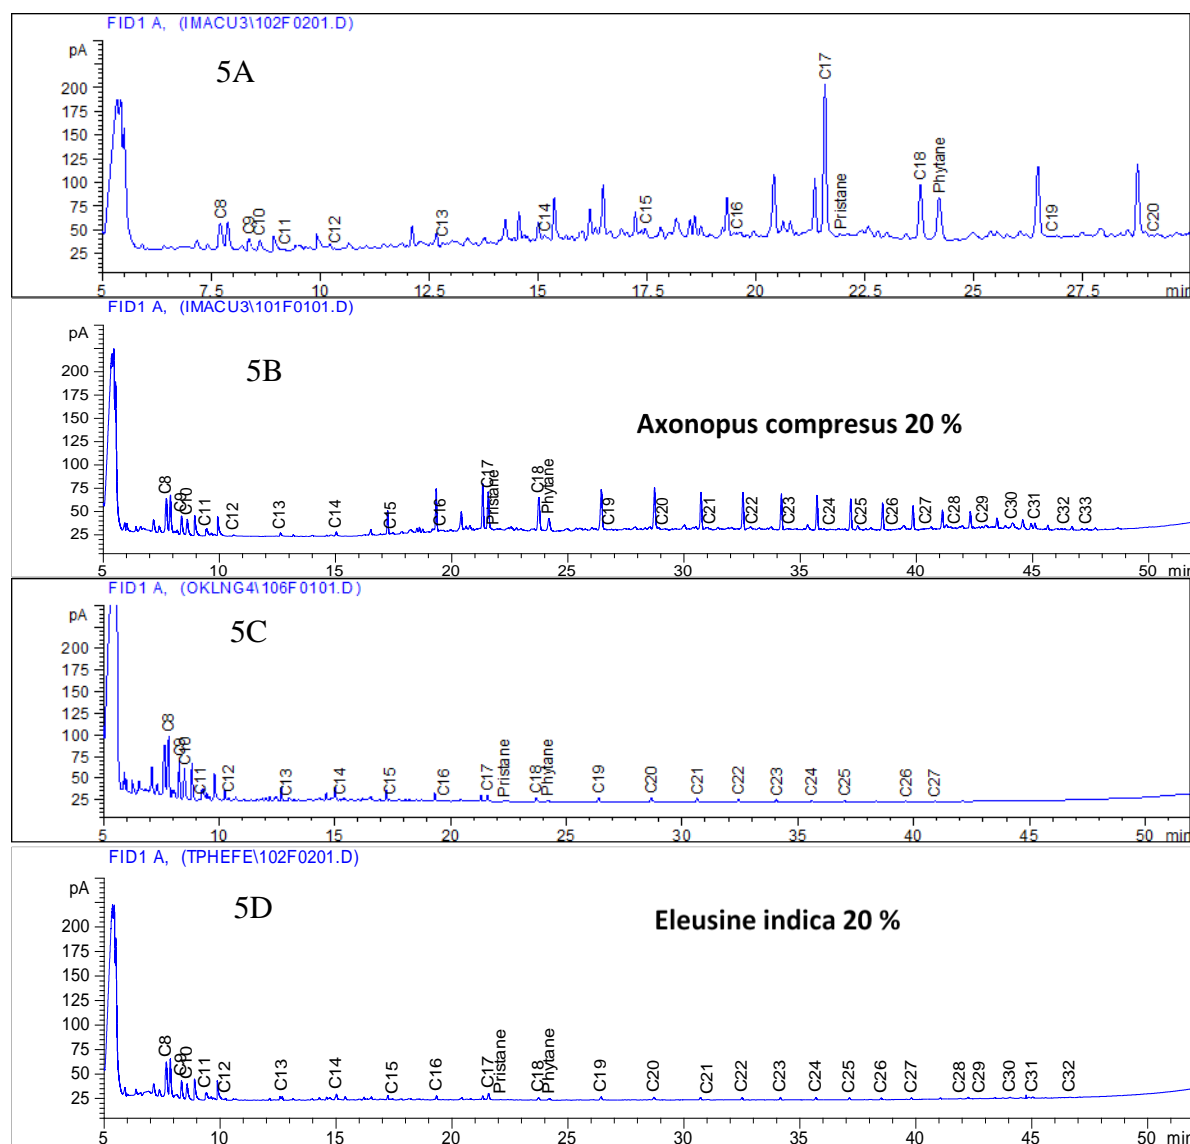 FID1 A, (IMACU3\102F0201.D)
pA
5A
200
175
150
125
100
75
50
25
C8
C9
C10
C11
C12
C13
C14
C15
C16
C17
Pristane
C18
Phytane
C19
C20
5 7.5 10 12.5 15 17.5 20 22.5 25 27.5 min
FID1 A, (IMACU3\101F0101.D)
pA
5B
Axonopus compresus 20 %
200
175
150
125
100
75
50
25
C8
C9
C10
C11
C12
C13
C14
C15
C16
C17
Pristane
C18
Phytane
C19
C20
C21
C22
C23
C24
C25
C26
C27
C28
C29
C30
C31
C32
C33
5 10 15 20 25 30 35 40 45 50 min
FID1 A, (OKLNG4\106F0101.D)
pA
5C
200
175
150
125
100
75
50
25
C8
C9
C10
C11
C12
C13
C14
C15
C16
C17
Pristane
C18
Phytane
C19
C20
C21
C22
C23
C24
C25
C26
C27
5 10 15 20 25 30 35 40 45 50 min
FID1 A, (TPHEFE\102F0201.D)
pA
5D
Eleusine indica 20 %
200
175
150
125
100
75
50
25
C8
C9
C10
C11
C12
C13
C14
C15
C16
C17
Pristane
C18
Phytane
C19
C20
C21
C22
C23
C24
C25
C26
C27
C28
C29
C30
C31
C32
5 10 15 20 25 30 35 40 45 50 min